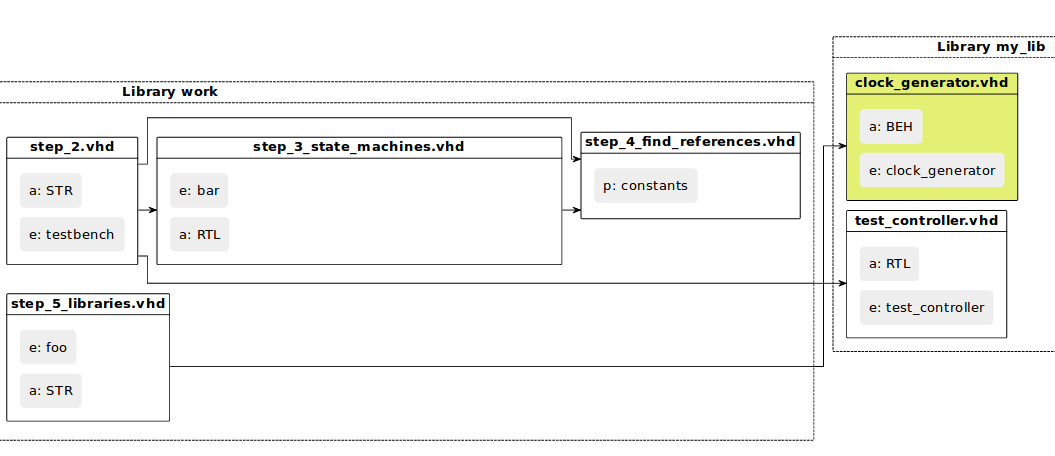 Library work
step_2.vhd
a: STR
e: testbench
step_3_state_machines.vhd
e: bar
a: RTL
step_4_find_references.vhd
p: constants
step_5_libraries.vhd
e: foo
a: STR
Library my_lib
clock_generator.vhd
a: BEH
e: clock_generator
test_controller.vhd
a: RTL
e: test_controller